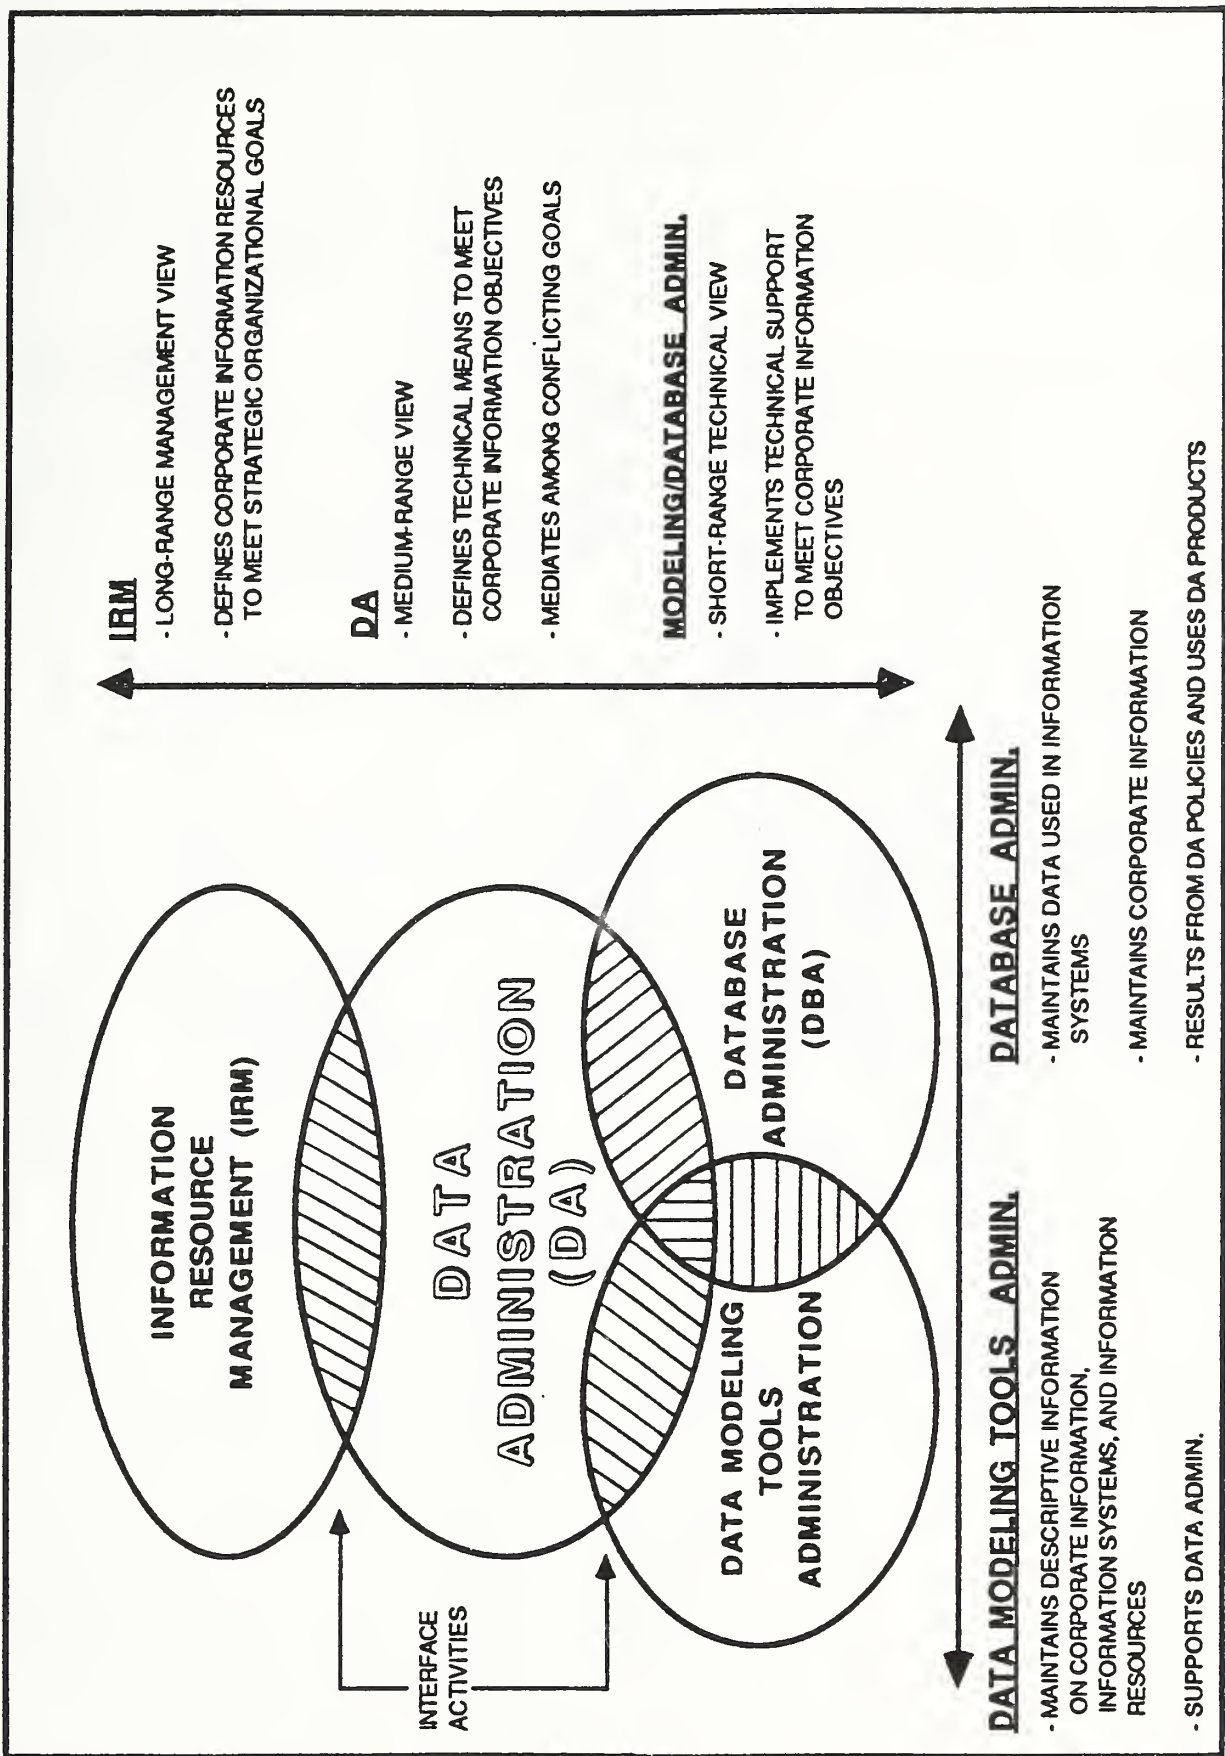 INFORMATION
RESOURCE
MANAGEMENT (IRM)
DATA
ADMINISTRATION
(DA)
DATA MODELING
TOOLS
ADMINISTRATION
DATABASE
ADMINISTRATION
(DBA)
INTERFACE
ACTIVITIES
IRM
- LONG-RANGE MANAGEMENT VIEW
- DEFINES CORPORATE INFORMATION RESOURCES
TO MEET STRATEGIC ORGANIZATIONAL GOALS
DA
- MEDIUM-RANGE VIEW
- DEFINES TECHNICAL MEANS TO MEET
CORPORATE INFORMATION OBJECTIVES
- MEDIATES AMONG CONFLICTING GOALS
MODELING/DATABASE ADMIN.
- SHORT-RANGE TECHNICAL VIEW
- IMPLEMENTS TECHNICAL SUPPORT
TO MEET CORPORATE INFORMATION
OBJECTIVES
DATA MODELING TOOLS ADMIN.
- MAINTAINS DESCRIPTIVE INFORMATION
ON CORPORATE INFORMATION,
INFORMATION SYSTEMS, AND INFORMATION
RESOURCES
- SUPPORTS DATA ADMIN.
DATABASE ADMIN.
- MAINTAINS DATA USED IN INFORMATION
SYSTEMS
- MAINTAINS CORPORATE INFORMATION
- RESULTS FROM DA POLICIES AND USES DA PRODUCTS